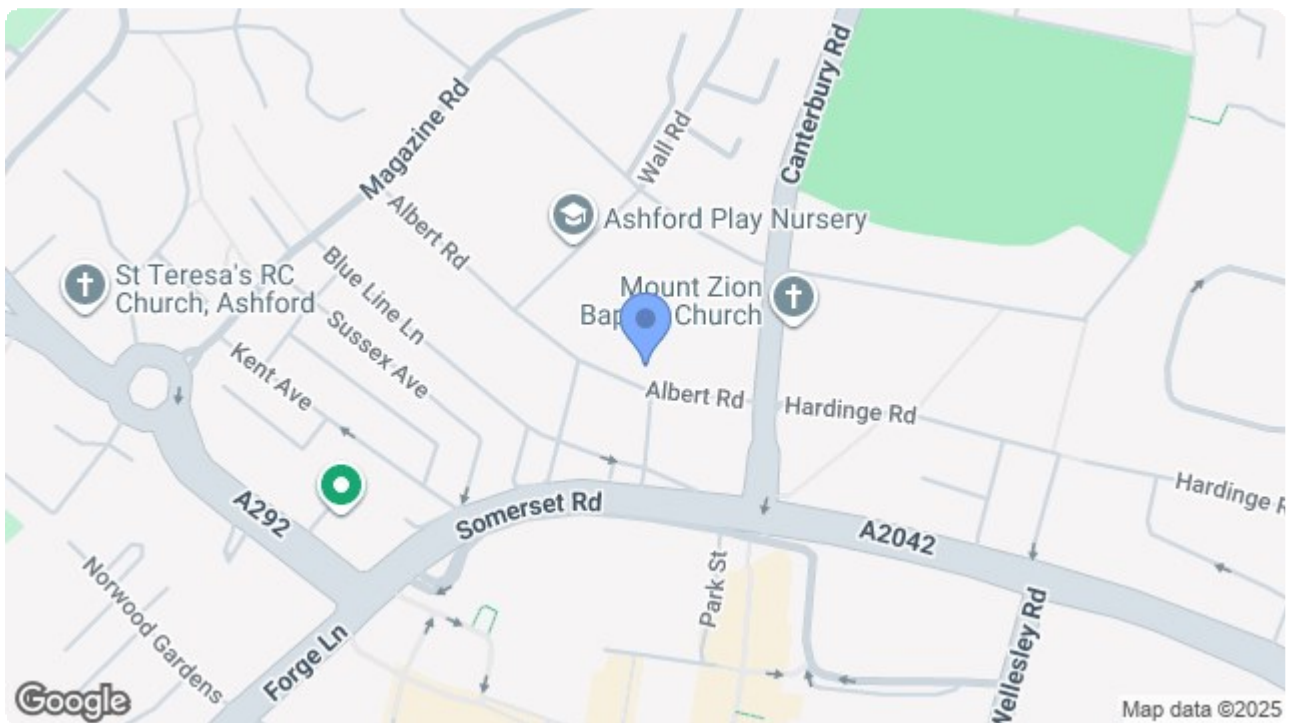 Canterbury Rd
Magazine Rd
Wall Rd
Albert Rd
Ashford Play Nursery
St Teresa's RC
Church, Ashford
Blue Line Ln
Mount Zion
Bap Church
Sussex Ave
Kent Ave
Albert Rd
Hardinge Rd
Hardinge R
A292
Somerset Rd
A2042
Norwood Gardens
Park St
Forge Ln
Wellesley Rd
Google
Map data ©2025